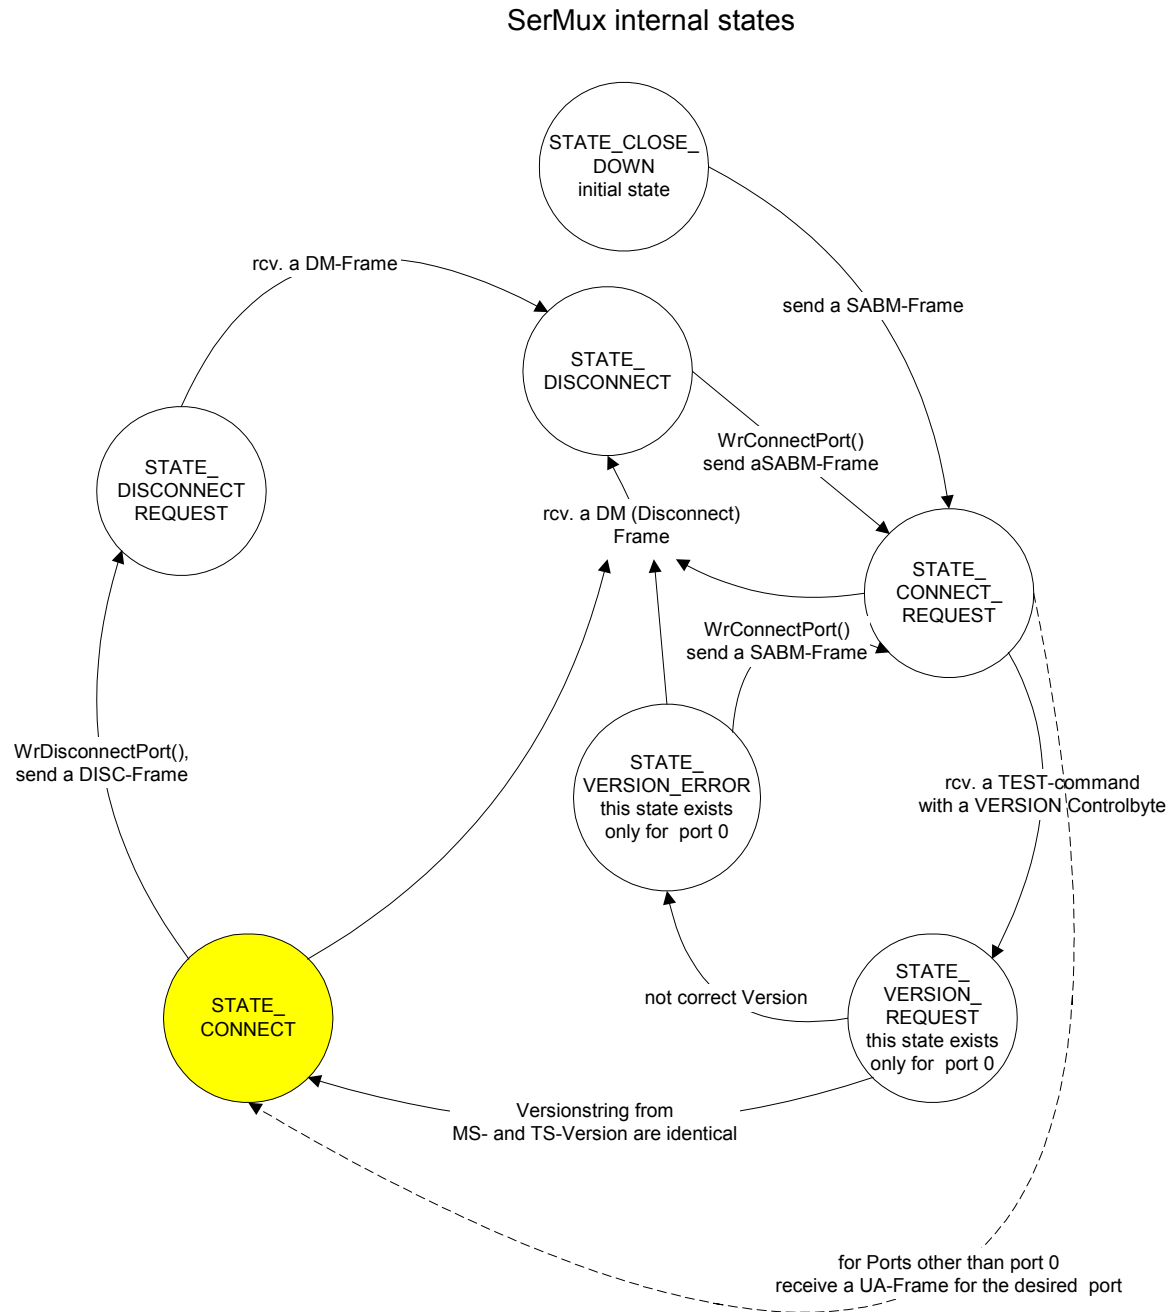 SerMux internal states
STATE_CLOSE_
DOWN
initial state
rcv. a DM-Frame
send a SABM-Frame
STATE_
DISCONNECT
WrConnectPort()
send aSABM-Frame
STATE_
DISCONNECT
REQUEST
rcv. a DM (Disconnect)
Frame
STATE_
CONNECT_
REQUEST
WrConnectPort()
send a SABM-Frame
WrDisconnectPort(),
send a DISC-Frame
STATE_
VERSION_ERROR
this state exists
only for port 0
rcv. a TEST-command
with a VERSION Controlbyte
not correct Version
STATE_
VERSION_
REQUEST
this state exists
only for port 0
STATE_
CONNECT
Versionstring from
MS- and TS-Version are identical
for Ports other than port 0
receive a UA-Frame for the desired port